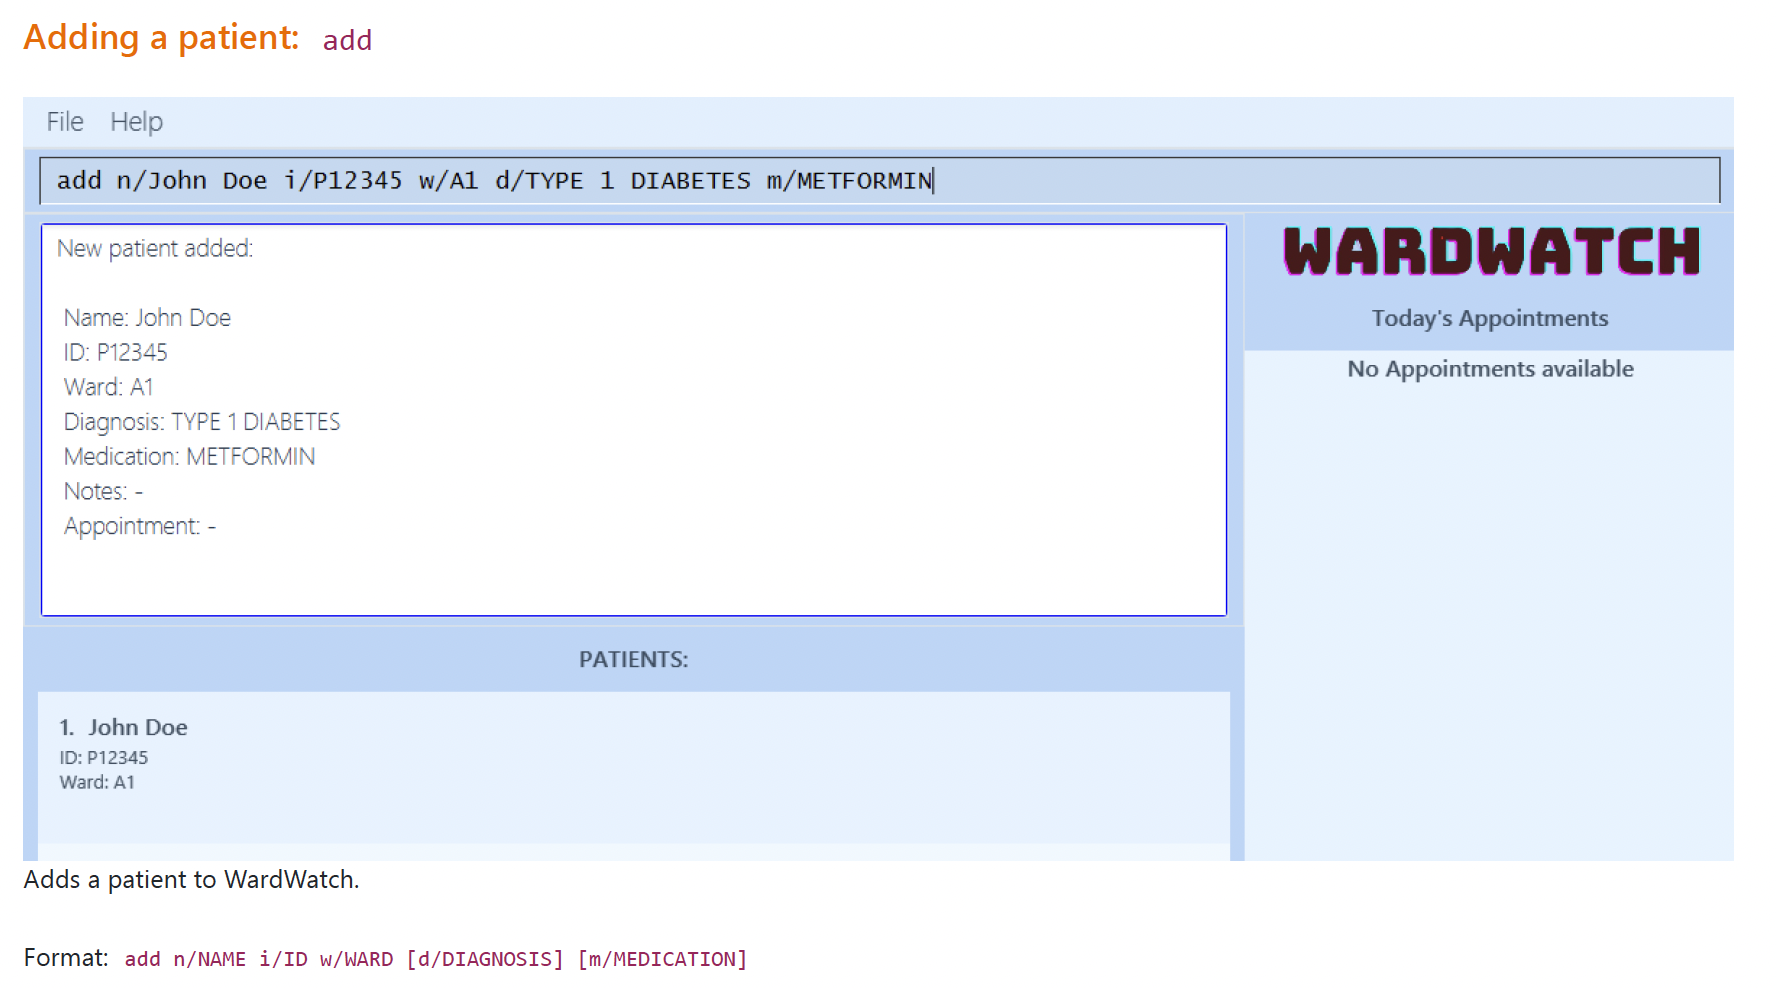 Adding a patient: add
File Help
add n/John Doe i/P12345 w/A1 d/TYPE 1 DIABETES m/METFORMIN
New patient added:
Name: John Doe
ID: P12345
Ward: A1
Diagnosis: TYPE 1 DIABETES
Medication: METFORMIN
Notes: -
Appointment: -
WARDWATCH
Today's Appointments
No Appointments available
PATIENTS:
1. John Doe
ID: P12345
Ward: A1
Adds a patient to WardWatch.
Format: add n/NAME i/ID w/WARD [d/DIAGNOSIS] [m/MEDICATION]